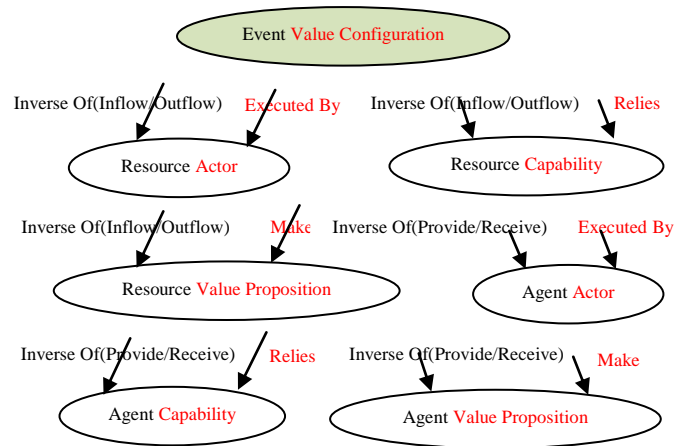 Event Value Configuration
Inverse Of(Inflow/Outflow) Executed By Inverse Of(Inflow/Outflow) Relies
Resource Actor Resource Capability
Inverse Of(Inflow/Outflow) Make Inverse Of(Provide/Receive) Executed By
Resource Value Proposition Agent Actor
Inverse Of(Provide/Receive) Relies Inverse Of(Provide/Receive) Make
Agent Capability Agent Value Proposition